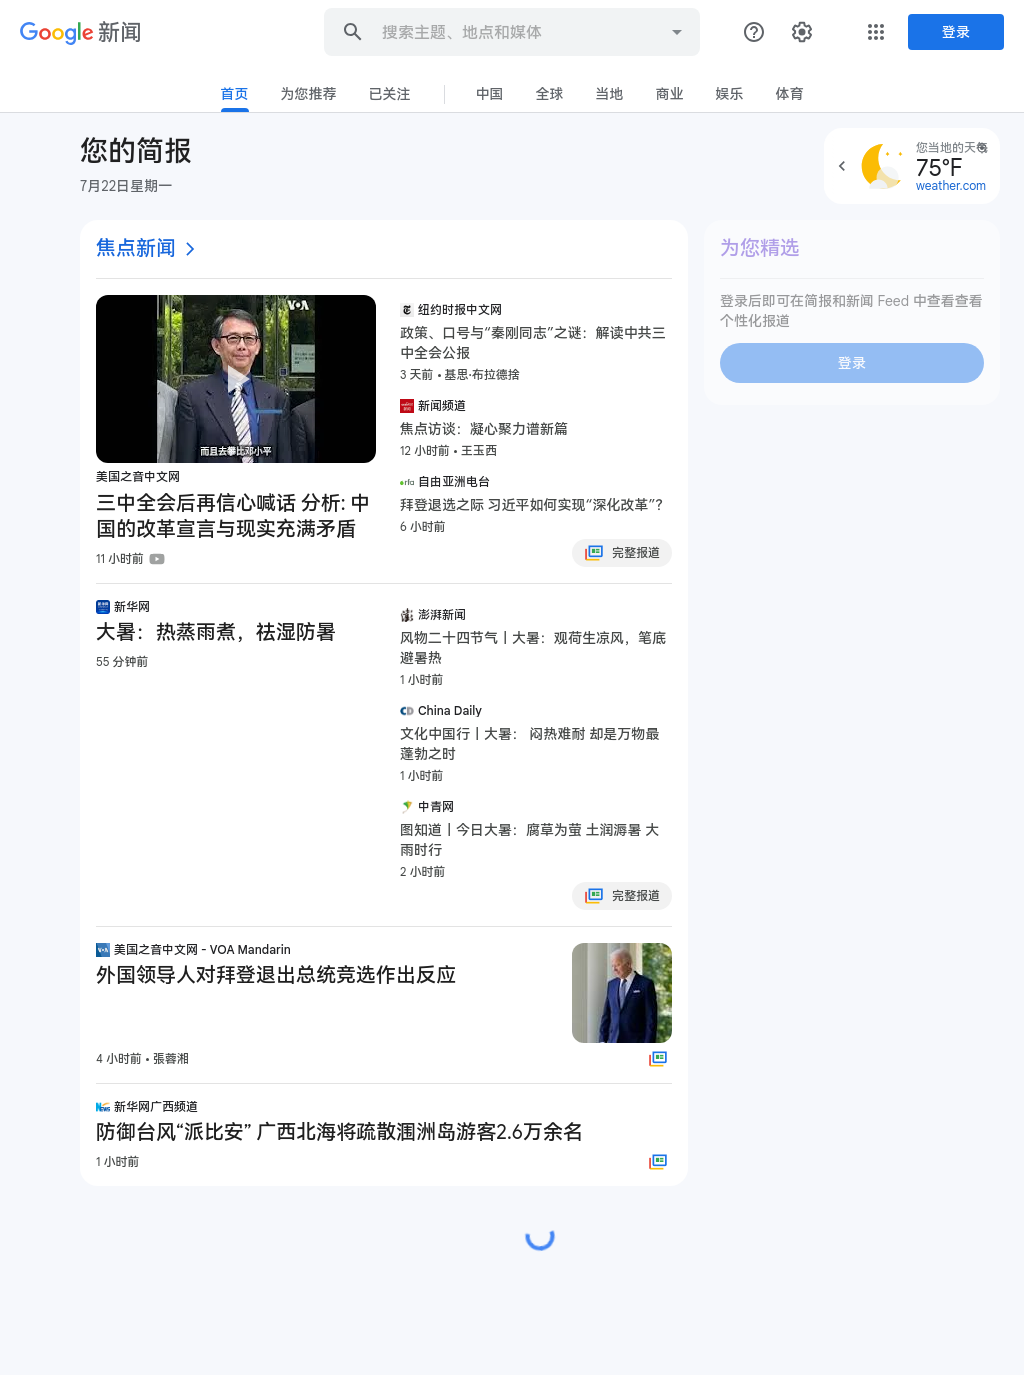 Google 新闻
搜索主题、地点和媒体
登录
首页
为您推荐
已关注
中国
全球
当地
商业
娱乐
体育
您的简报
7月22日星期一
您当地的天气
75°F
weather.com
焦点新闻
VOA
而且去攀比邓小平
美国之音中文网
三中全会后再信心喊话 分析: 中
国的改革宣言与现实充满矛盾
11 小时前
纽约时报中文网
政策、口号与“秦刚同志”之谜：解读中共三
中全会公报
3 天前 • 基思·布拉德捨
新闻频道
焦点访谈：凝心聚力谱新篇
12 小时前 • 王玉西
rfa 自由亚洲电台
拜登退选之际 习近平如何实现“深化改革”？
6 小时前
完整报道
新华网
大暑：热蒸雨煮，祛湿防暑
55 分钟前
澎湃新闻
风物二十四节气丨大暑：观荷生凉风，笔底
避暑热
1 小时前
CD China Daily
文化中国行丨大暑： 闷热难耐 却是万物最
蓬勃之时
1 小时前
中青网
图知道丨今日大暑：腐草为萤 土润溽暑 大
雨时行
2 小时前
完整报道
VOA 美国之音中文网 - VOA Mandarin
外国领导人对拜登退出总统竞选作出反应
4 小时前 • 張蓉湘
News 新华网广西频道
防御台风“派比安” 广西北海将疏散涠洲岛游客2.6万余名
1 小时前
为您精选
登录后即可在简报和新闻 Feed 中查看查看
个性化报道
登录